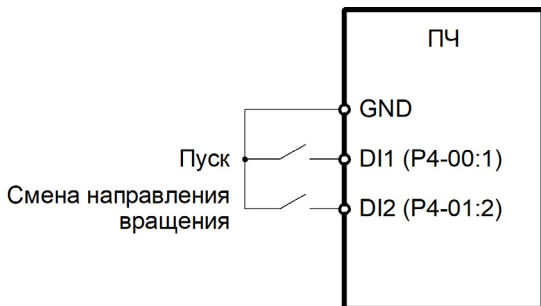 ПЧ
GND
Пуск
DI1 (P4-00:1)
Смена направления
вращения
DI2 (P4-01:2)